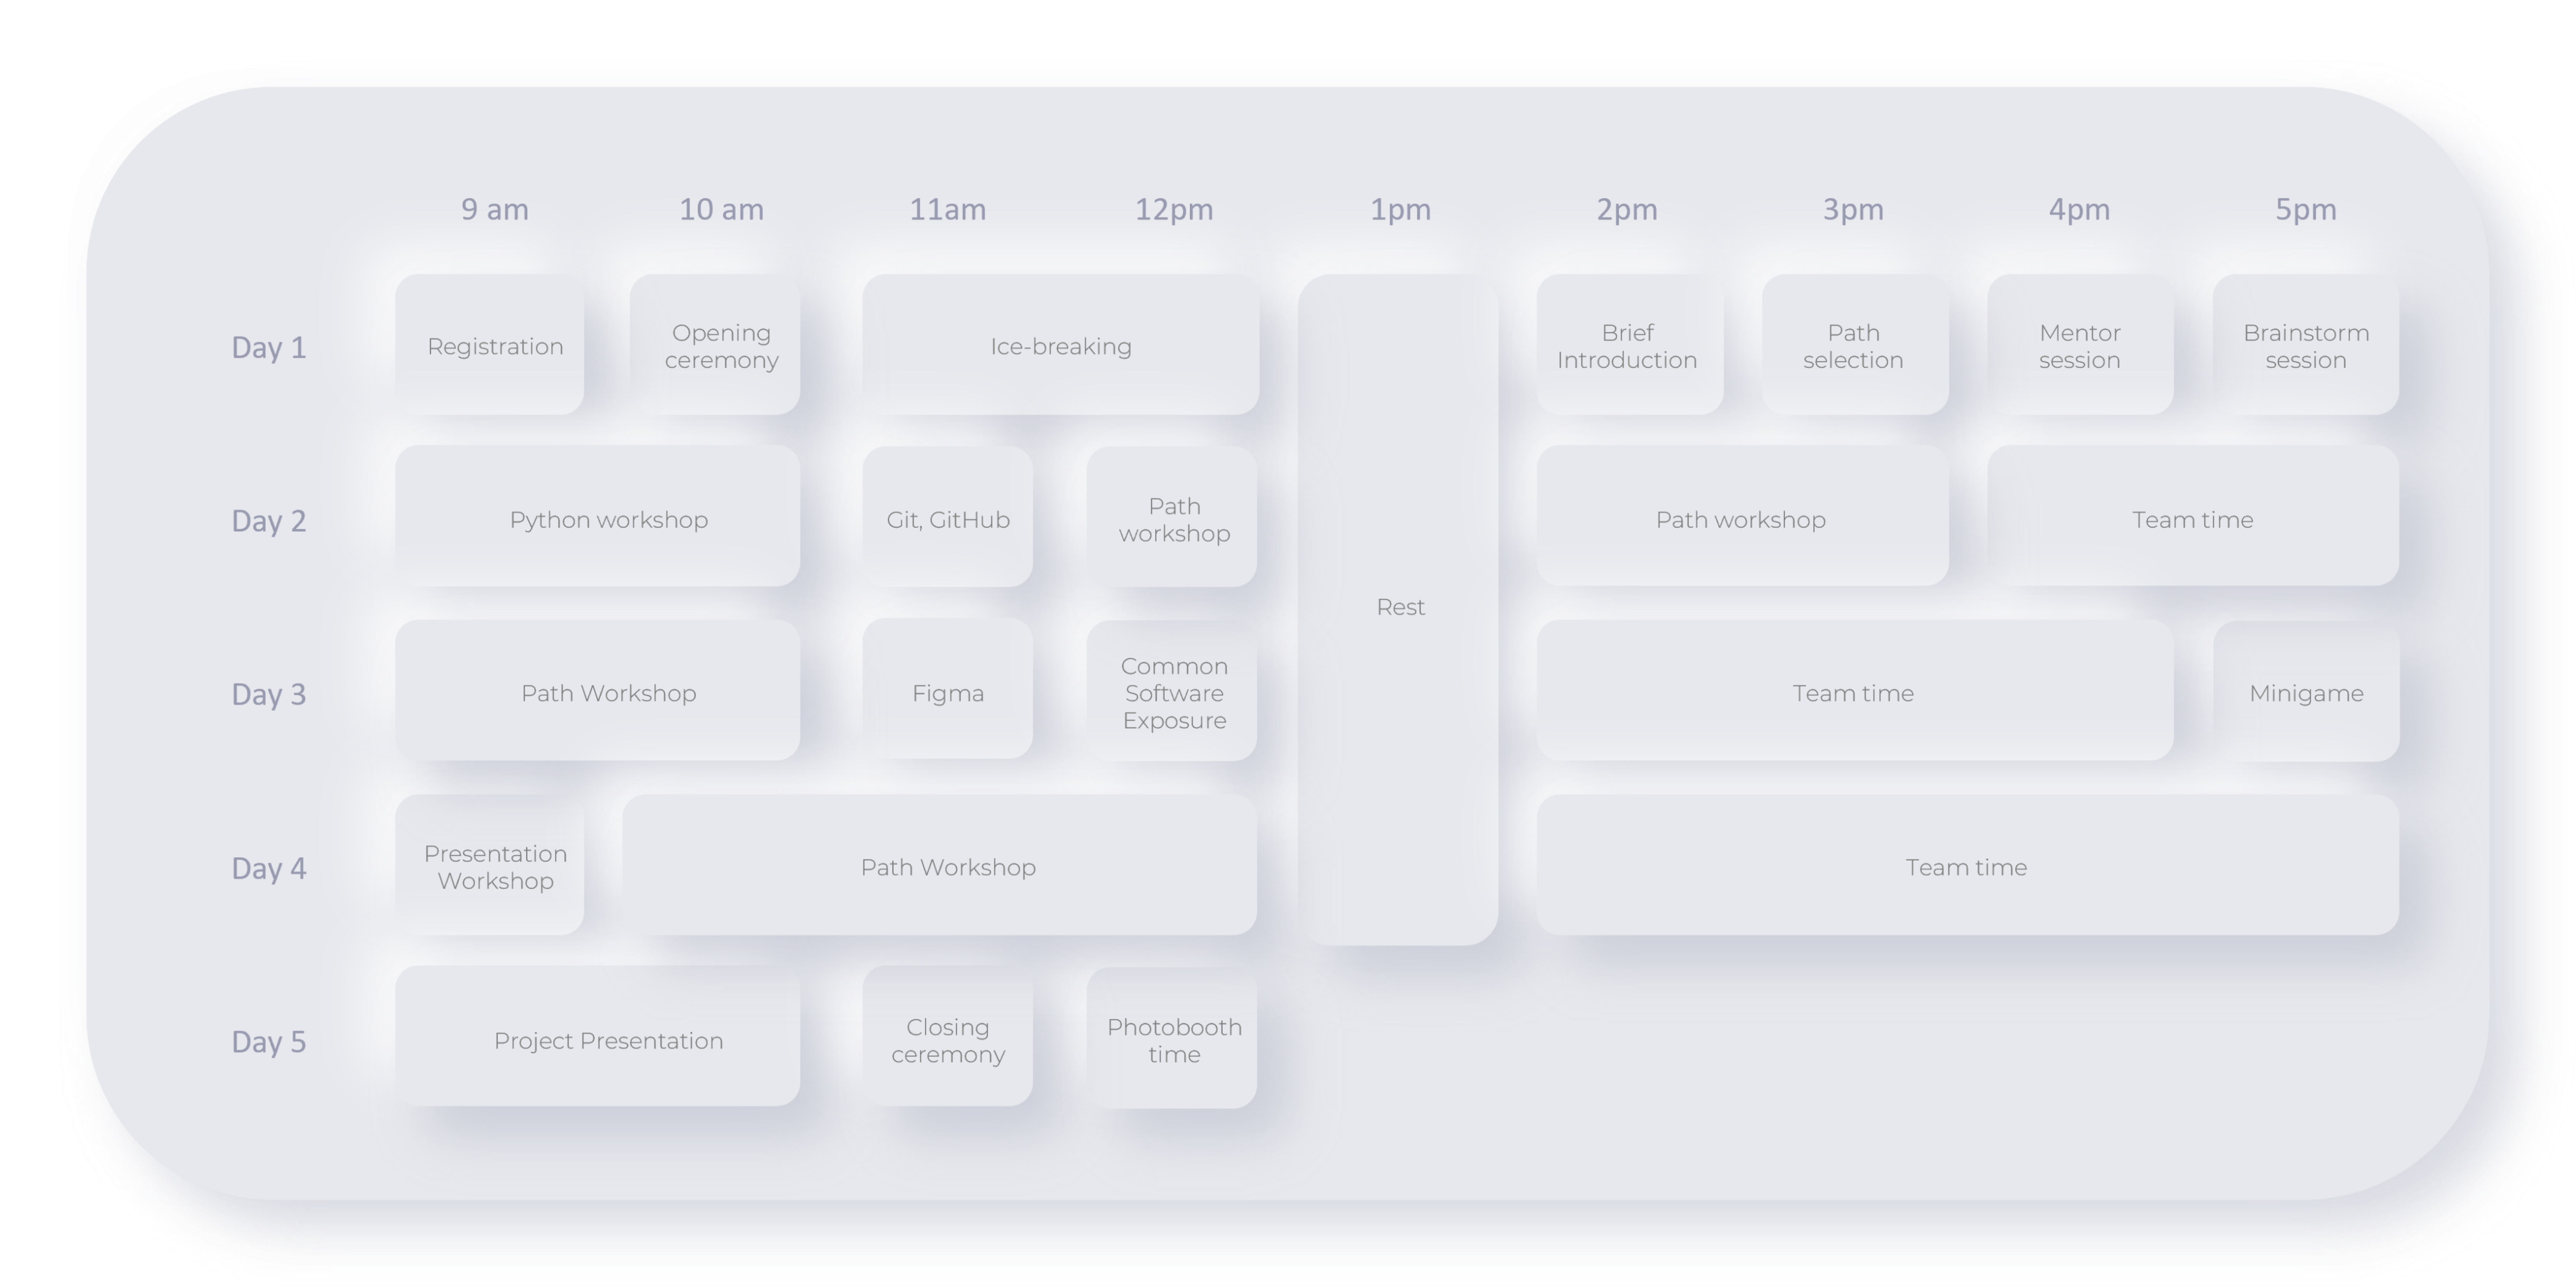 9 am
10 am
11am
12pm
1pm
2pm
3pm
4pm
5pm
Day 1
Registration
Opening
ceremony
Ice-breaking
Brief
Introduction
Path
selection
Mentor
session
Brainstorm
session
Day 2
Python workshop
Git, GitHub
Path
workshop
Path workshop
Team time
Rest
Day 3
Path Workshop
Figma
Common
Software
Exposure
Team time
Minigame
Day 4
Presentation
Workshop
Path Workshop
Team time
Day 5
Project Presentation
Closing
ceremony
Photobooth
time